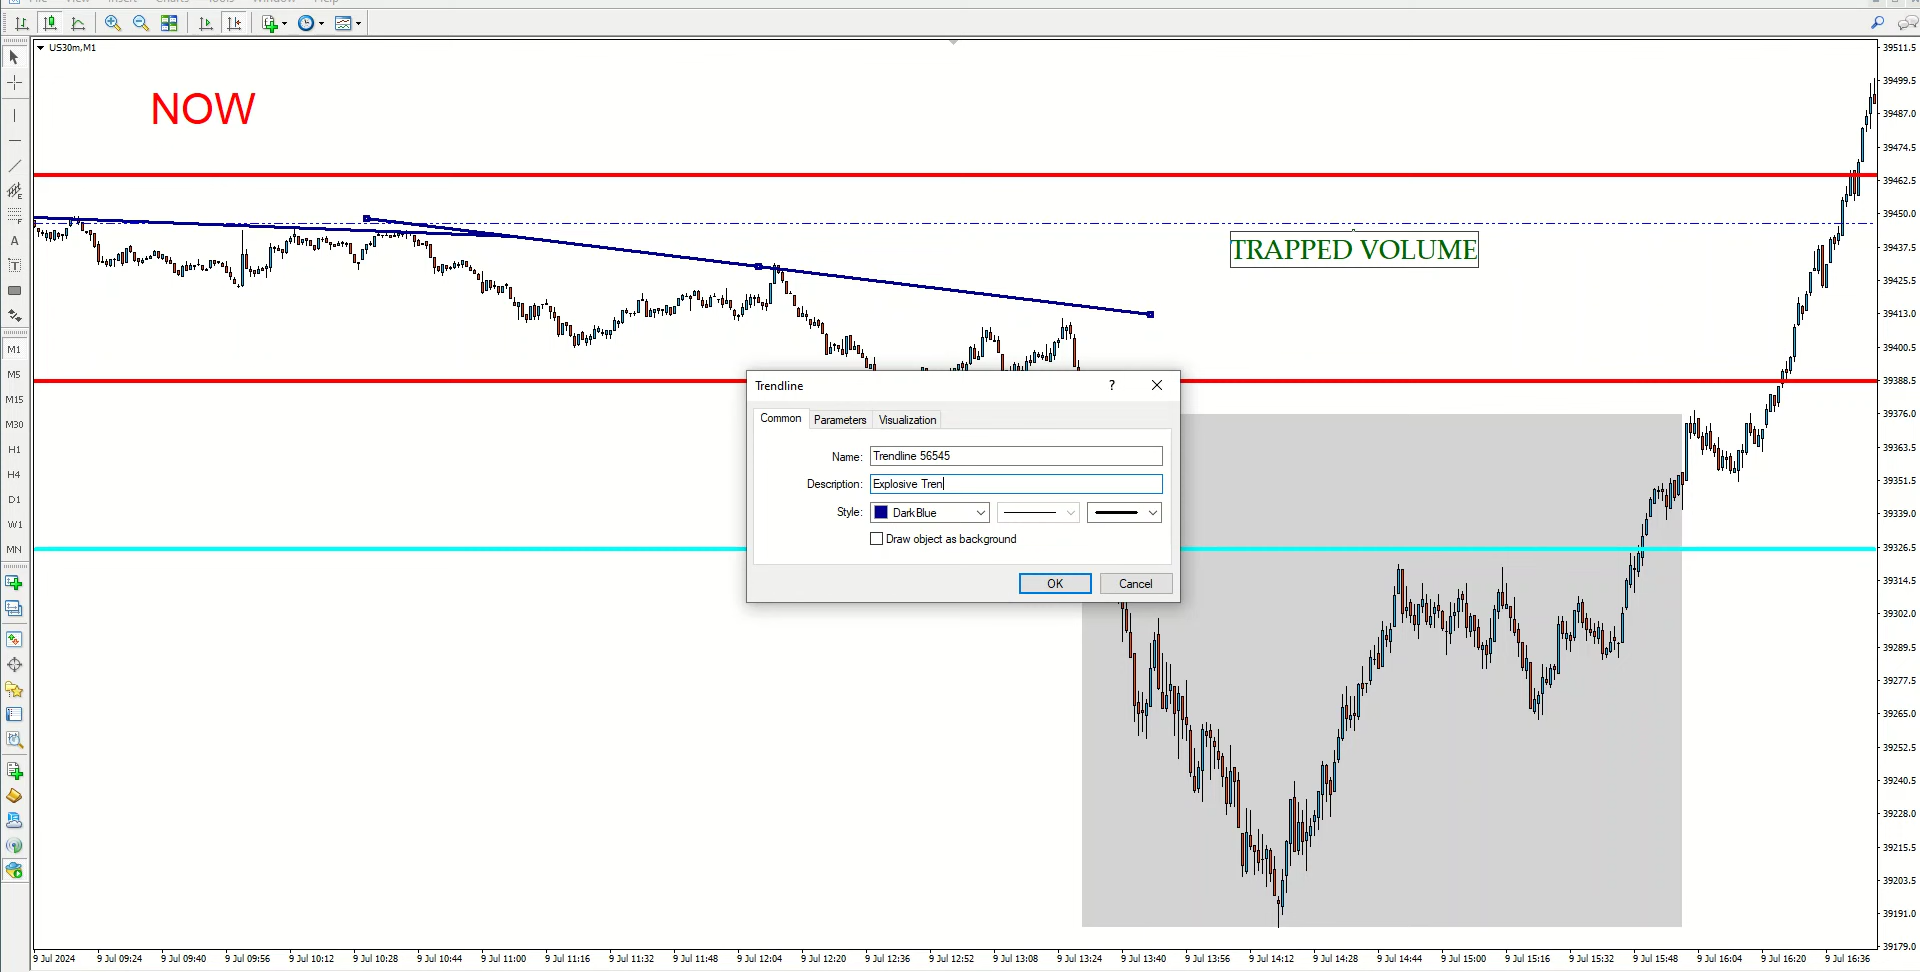 File View Insert Charts Tools Window Help
US30m,M1
NOW
TRAPPED VOLUME
A
T
M1
M5
M15
M30
H1
H4
D1
W1
MN
Trendline
?
Common Parameters Visualization
Name: Trendline 56545
Description: Explosive Tren
Style: DarkBlue
Draw object as background
OK Cancel
39511.5
39499.5
39487.0
39474.5
39462.5
39450.0
39437.5
39425.5
39413.0
39400.5
39388.5
39376.0
39363.5
39351.5
39339.0
39326.5
39314.5
39302.0
39289.5
39277.5
39265.0
39252.5
39240.5
39228.0
39215.5
39203.5
39191.0
39179.0
9 Jul 2024 9 Jul 09:24 9 Jul 09:40 9 Jul 09:56 9 Jul 10:12 9 Jul 10:28 9 Jul 10:44 9 Jul 11:00 9 Jul 11:16 9 Jul 11:32 9 Jul 11:48 9 Jul 12:04 9 Jul 12:20 9 Jul 12:36 9 Jul 12:52 9 Jul 13:08 9 Jul 13:24 9 Jul 13:40 9 Jul 13:56 9 Jul 14:12 9 Jul 14:28 9 Jul 14:44 9 Jul 15:00 9 Jul 15:16 9 Jul 15:32 9 Jul 15:48 9 Jul 16:04 9 Jul 16:20 9 Jul 16:36